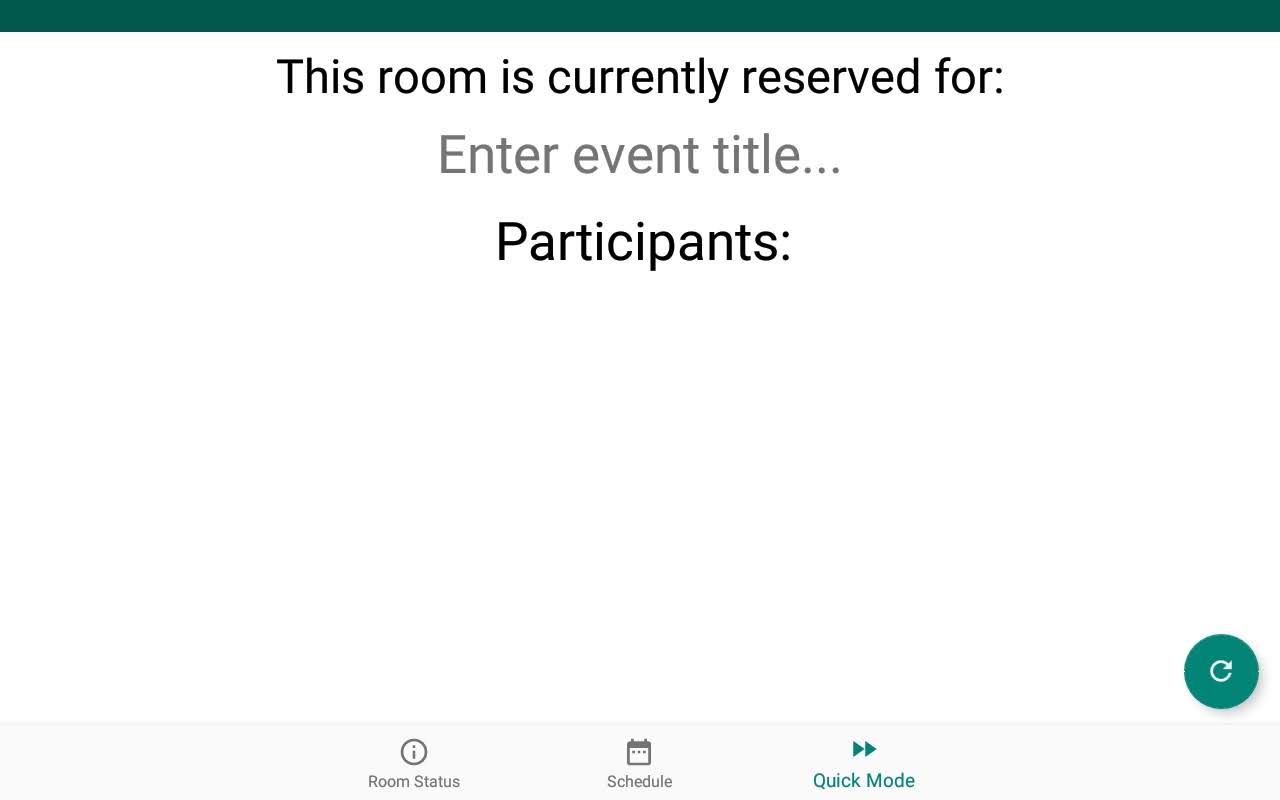 This room is currently reserved for:
Enter event title...
Participants:
Room Status
Schedule
Quick Mode